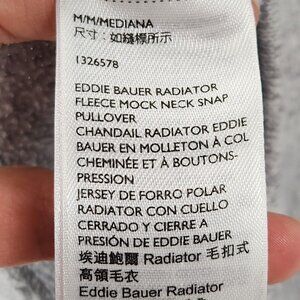 M/M/MEDIANA
尺寸: 如縫標所示
1326578
EDDIE BAUER RADIATOR
FLEECE MOCK NECK SNAP
PULLOVER
CHANDAIL RADIATOR EDDIE
BAUER EN MOLLETON À COL
CHEMINÉE ET À BOUTONS-
PRESSION
JERSEY DE FORRO POLAR
RADIATOR CON CUELLO
CERRADO Y CIERRE A
PRESIÓN DE EDDIE BAUER
埃迪鮑爾 Radiator 毛扣式
高領毛衣
Eddie Bauer Radiator